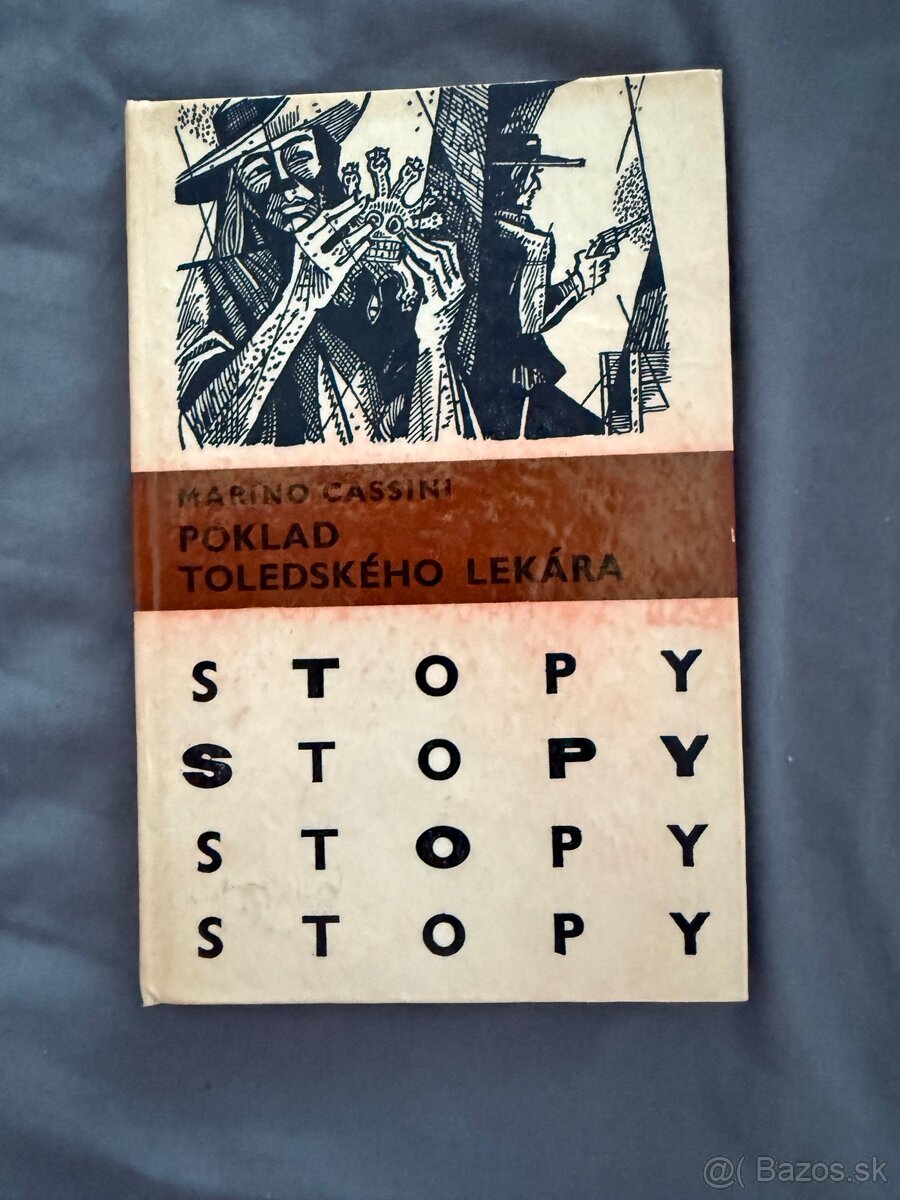 MARINO CASSINI
POKLAD
TOLEDSKÉHO LEKÁRA
STOPY
STOPY
STOPY
STOPY
@( Bazos.sk